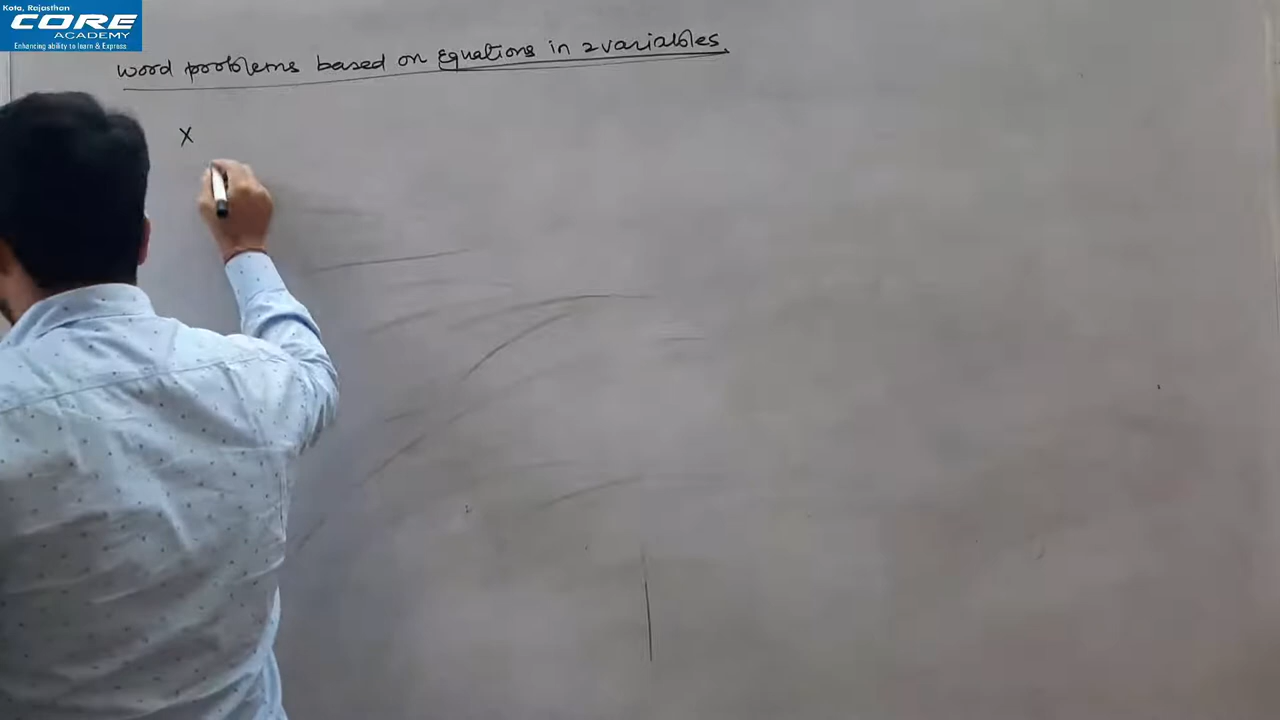 Kota, Rajasthan
CORE
ACADEMY
Enhancing ability to learn & Express
word problems based on Equations in 2 variables.
X